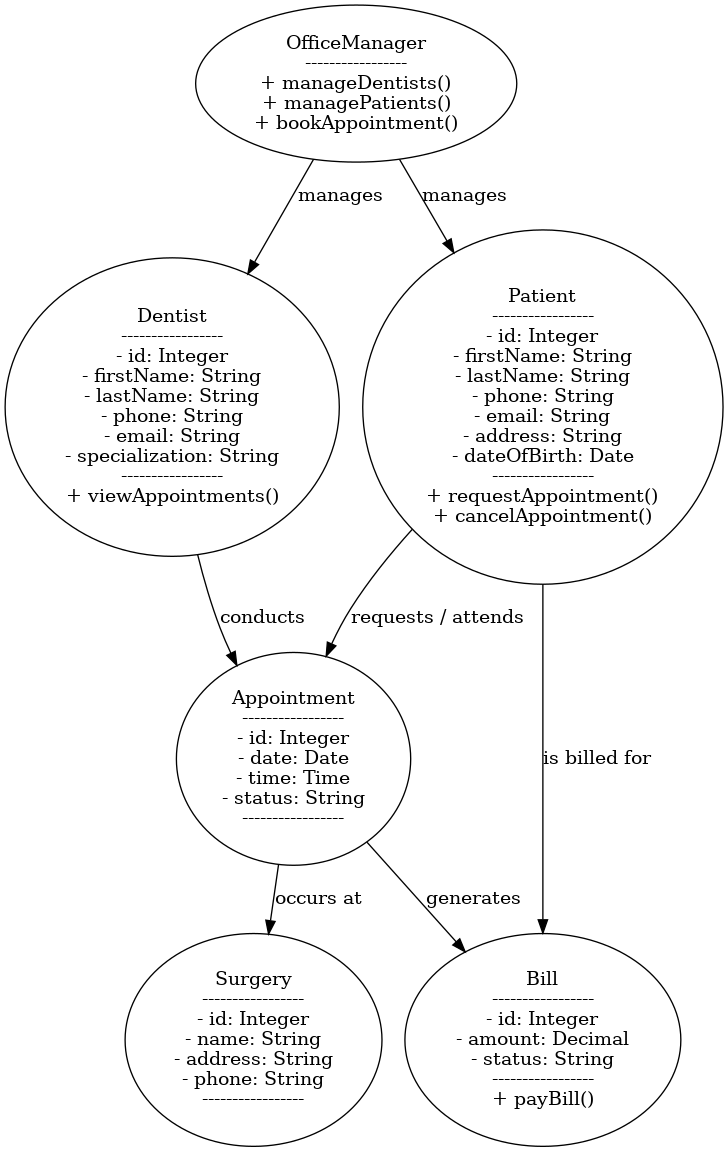 OfficeManager
-----------------
+ manageDentists()
+ managePatients()
+ bookAppointment()
manages
manages
Dentist
-----------------
- id: Integer
- firstName: String
- lastName: String
- phone: String
- email: String
- specialization: String
-----------------
+ viewAppointments()
Patient
-----------------
- id: Integer
- firstName: String
- lastName: String
- phone: String
- email: String
- address: String
- dateOfBirth: Date
-----------------
+ requestAppointment()
+ cancelAppointment()
conducts
requests / attends
Appointment
-----------------
- id: Integer
- date: Date
- time: Time
- status: String
-----------------
is billed for
occurs at
generates
Surgery
-----------------
- id: Integer
- name: String
- address: String
- phone: String
-----------------
Bill
-----------------
- id: Integer
- amount: Decimal
- status: String
-----------------
+ payBill()